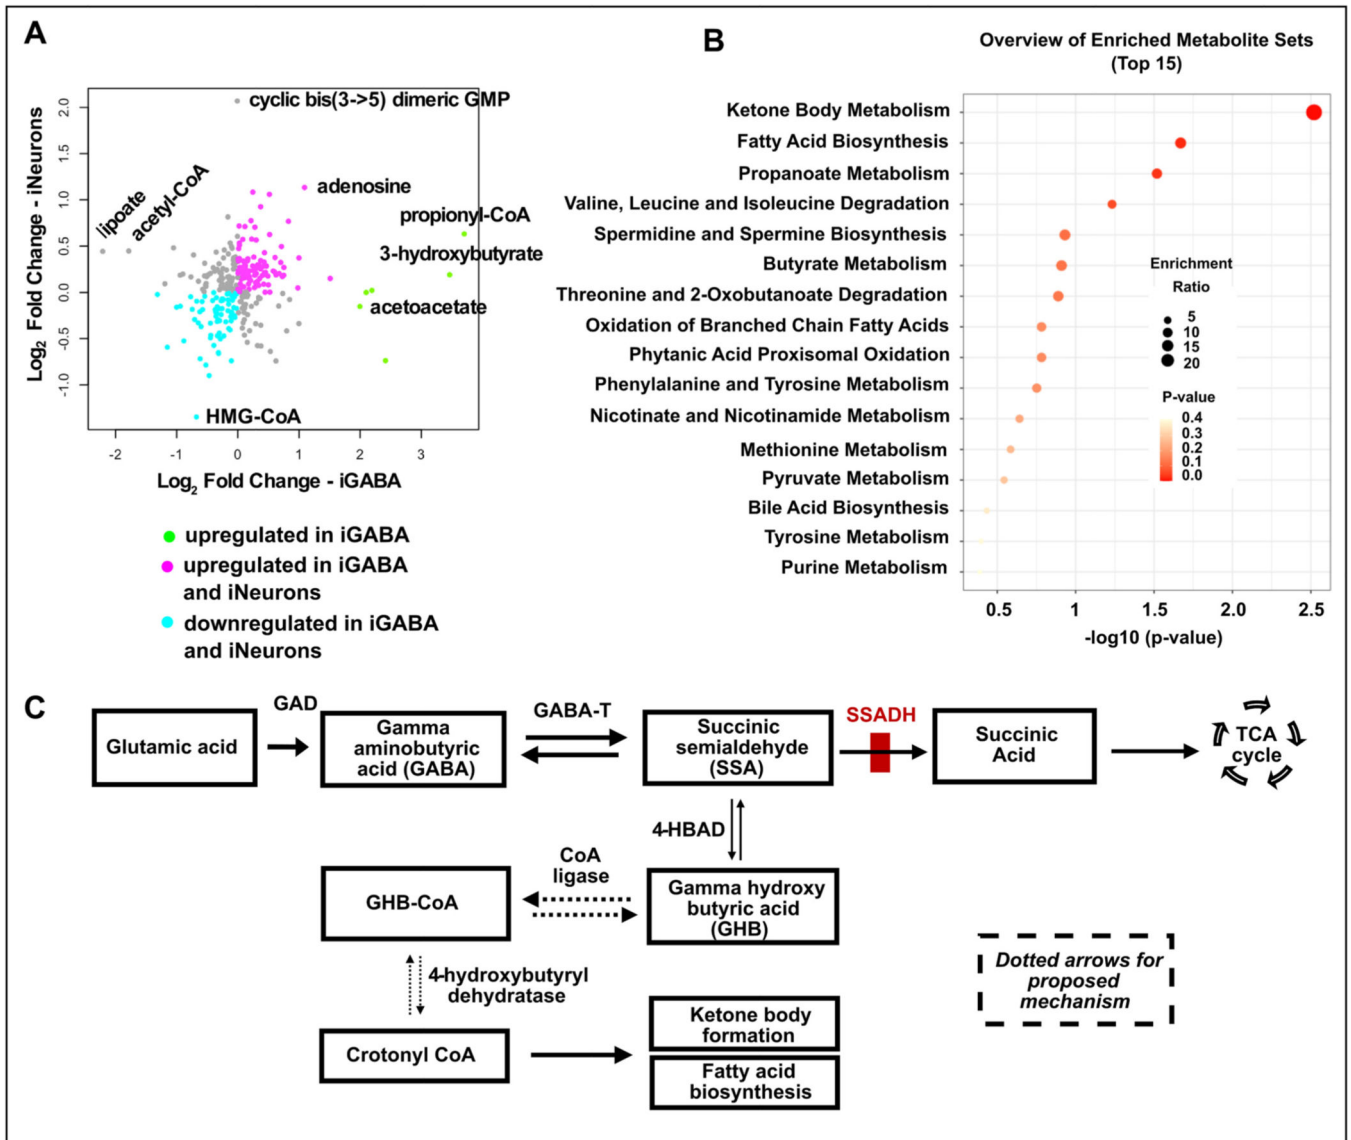 A
cyclic bis(3->5) dimeric GMP
lipoate
acetyl-CoA
adenosine
propionyl-CoA
3-hydroxybutyrate
acetoacetate
HMG-CoA
Log2 Fold Change - iNeurons
2.0
1.5
1.0
0.5
0.0
-0.5
-1.0
-2 -1 0 1 2 3
Log2 Fold Change - iGABA
upregulated in iGABA
upregulated in iGABA
and iNeurons
downregulated in iGABA
and iNeurons
B
Overview of Enriched Metabolite Sets
(Top 15)
Ketone Body Metabolism
Fatty Acid Biosynthesis
Propanoate Metabolism
Valine, Leucine and Isoleucine Degradation
Spermidine and Spermine Biosynthesis
Butyrate Metabolism
Threonine and 2-Oxobutanoate Degradation
Oxidation of Branched Chain Fatty Acids
Phytanic Acid Proxisomal Oxidation
Phenylalanine and Tyrosine Metabolism
Nicotinate and Nicotinamide Metabolism
Methionine Metabolism
Pyruvate Metabolism
Bile Acid Biosynthesis
Tyrosine Metabolism
Purine Metabolism
Enrichment
Ratio
5
10
15
20
P-value
0.4
0.3
0.2
0.1
0.0
0.5 1 1.5 2.0 2.5
-log10 (p-value)
C
Glutamic acid
GAD
Gamma
aminobutyric
acid (GABA)
GABA-T
Succinic
semialdehyde
(SSA)
SSADH
Succinic
Acid
TCA
cycle
4-HBAD
GHB-CoA
CoA
ligase
Gamma hydroxy
butyric acid
(GHB)
4-hydroxybutyryl
dehydratase
Crotonyl CoA
Ketone body
formation
Fatty acid
biosynthesis
Dotted arrows for
proposed
mechanism